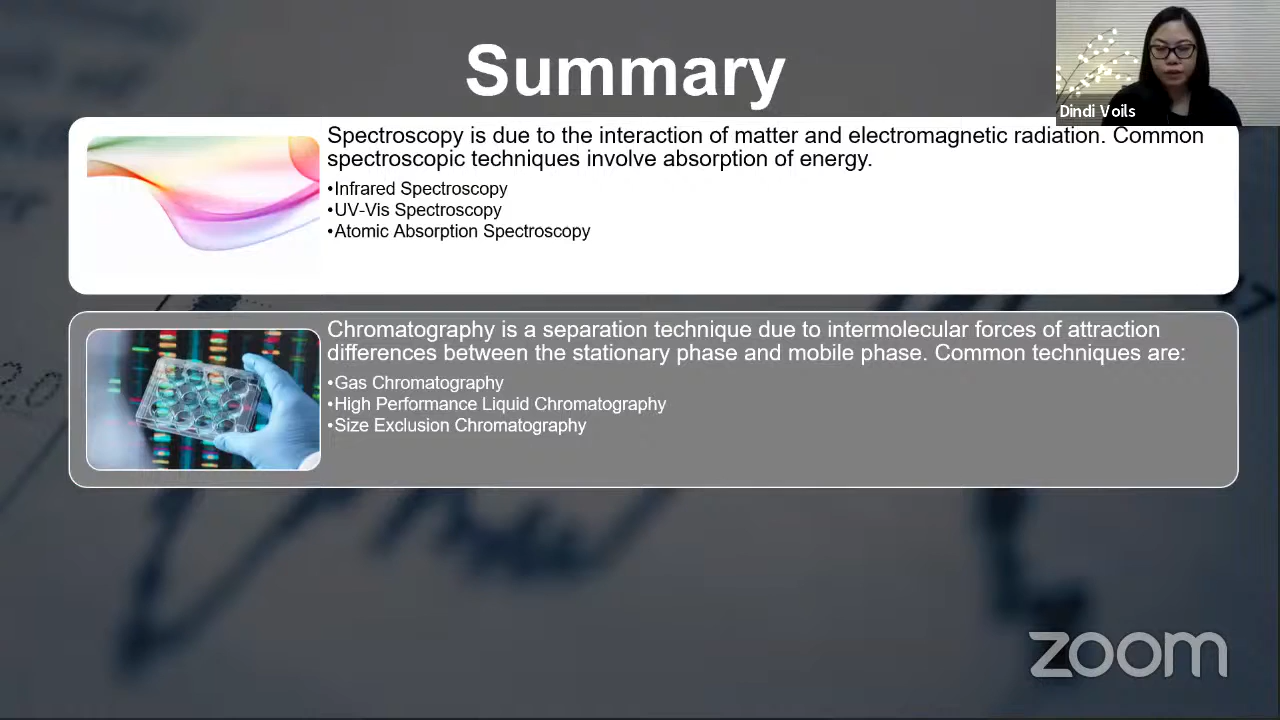 Summary
Dindi Voils
Spectroscopy is due to the interaction of matter and electromagnetic radiation. Common
spectroscopic techniques involve absorption of energy.
•Infrared Spectroscopy
•UV-Vis Spectroscopy
•Atomic Absorption Spectroscopy
Chromatography is a separation technique due to intermolecular forces of attraction
differences between the stationary phase and mobile phase. Common techniques are:
•Gas Chromatography
•High Performance Liquid Chromatography
•Size Exclusion Chromatography
zoom